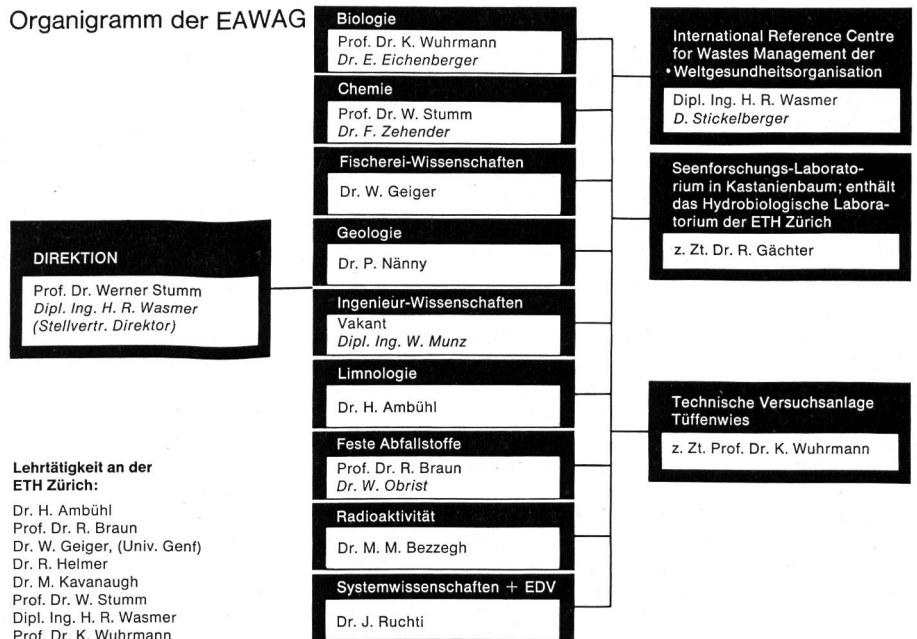 Organigramm der EAWAG
DIREKTION
Prof. Dr. Werner Stumm
Dipl. Ing. H. R. Wasmer
(Stellvertr. Direktor)
Biologie
Prof. Dr. K. Wuhrmann
Dr. E. Eichenberger
Chemie
Prof. Dr. W. Stumm
Dr. F. Zehender
Fischerei-Wissenschaften
Dr. W. Geiger
Geologie
Dr. P. Nänny
Ingenieur-Wissenschaften
Vakant
Dipl. Ing. W. Munz
Limnologie
Dr. H. Ambühl
Feste Abfallstoffe
Prof. Dr. R. Braun
Dr. W. Obrist
Radioaktivität
Dr. M. M. Bezzegh
Systemwissenschaften + EDV
Dr. J. Ruchti
International Reference Centre
for Wastes Management der
Weltgesundheitsorganisation
Dipl. Ing. H. R. Wasmer
D. Stickelberger
Seenforschungs-Laborato-
rium in Kastanienbaum; enthält
das Hydrobiologische Labora-
torium der ETH Zürich
z. Zt. Dr. R. Gächter
Technische Versuchsanlage
Tüffenwies
z. Zt. Prof. Dr. K. Wuhrmann
Lehrtätigkeit an der
ETH Zürich:
Dr. H. Ambühl
Prof. Dr. R. Braun
Dr. W. Geiger, (Univ. Genf)
Dr. R. Helmer
Dr. M. Kavanaugh
Prof. Dr. W. Stumm
Dipl. Ing. H. R. Wasmer
Prof. Dr. K. Wuhrmann